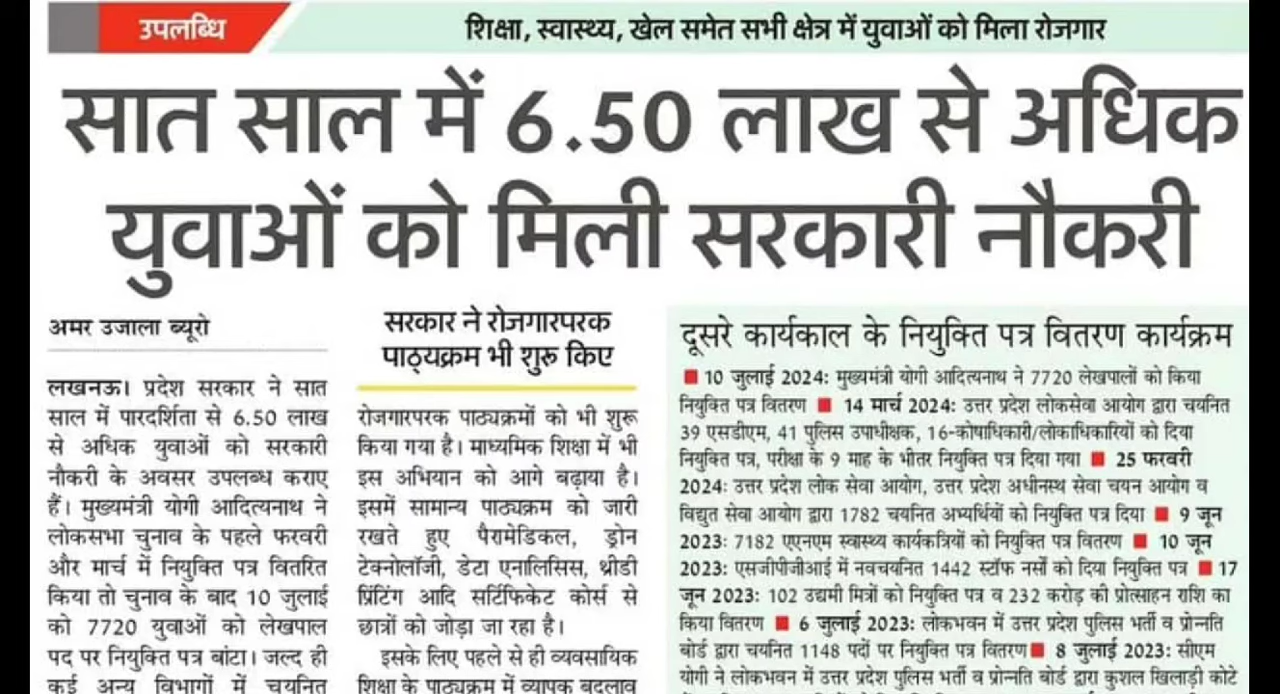 उपलब्धि
शिक्षा, स्वास्थ्य, खेल समेत सभी क्षेत्र में युवाओं को मिला रोजगार
सात साल में 6.50 लाख से अधिक
युवाओं को मिली सरकारी नौकरी
अमर उजाला ब्यूरो
लखनऊ। प्रदेश सरकार ने सात
साल में पारदर्शिता से 6.50 लाख
से अधिक युवाओं को सरकारी
नौकरी के अवसर उपलब्ध कराए
हैं। मुख्यमंत्री योगी आदित्यनाथ ने
लोकसभा चुनाव के पहले फरवरी
और मार्च में नियुक्ति पत्र वितरित
किया तो चुनाव के बाद 10 जुलाई
को 7720 युवाओं को लेखपाल
पद पर नियुक्ति पत्र बांटा। जल्द ही
कई अन्य विभागों में चयनित
सरकार ने रोजगारपरक
पाठ्यक्रम भी शुरू किए
रोजगारपरक पाठ्यक्रमों को भी शुरू
किया गया है। माध्यमिक शिक्षा में भी
इस अभियान को आगे बढ़ाया है।
इसमें सामान्य पाठ्यक्रम को जारी
रखते हुए पैरामेडिकल, ड्रोन
टेक्नोलॉजी, डेटा एनालिसिस, थ्रीडी
प्रिंटिंग आदि सर्टिफिकेट कोर्स से
छात्रों को जोड़ा जा रहा है।
इसके लिए पहले से ही व्यवसायिक
शिक्षा के पाठ्यक्रम में व्यापक बदलाव
दूसरे कार्यकाल के नियुक्ति पत्र वितरण कार्यक्रम
■ 10 जुलाई 2024: मुख्यमंत्री योगी आदित्यनाथ ने 7720 लेखपालों को किया
नियुक्ति पत्र वितरण ■ 14 मार्च 2024: उत्तर प्रदेश लोकसेवा आयोग द्वारा चयनित
39 एसडीएम, 41 पुलिस उपाधीक्षक, 16-कोषाधिकारी/लोकाधिकारियों को दिया
नियुक्ति पत्र, परीक्षा के 9 माह के भीतर नियुक्ति पत्र दिया गया ■ 25 फरवरी
2024: उत्तर प्रदेश लोक सेवा आयोग, उत्तर प्रदेश अधीनस्थ सेवा चयन आयोग व
विद्युत सेवा आयोग द्वारा 1782 चयनित अभ्यर्थियों को नियुक्ति पत्र दिया ■ 9 जून
2023: 7182 एएनएम स्वास्थ्य कार्यकत्रियों को नियुक्ति पत्र वितरण ■ 10 जून
2023: एसजीपीजीआई में नवचयनित 1442 स्टॉफ नर्सों को दिया नियुक्ति पत्र ■ 17
जून 2023: 102 उद्यमी मित्रों को नियुक्ति पत्र व 232 करोड़ की प्रोत्साहन राशि का
किया वितरण ■ 6 जुलाई 2023: लोकभवन में उत्तर प्रदेश पुलिस भर्ती व प्रोन्नति
बोर्ड द्वारा चयनित 1148 पदों पर नियुक्ति पत्र वितरण ■ 8 जुलाई 2023: सीएम
योगी ने लोकभवन में उत्तर प्रदेश पुलिस भर्ती व प्रोन्नति बोर्ड द्वारा कुशल खिलाड़ी कोटे